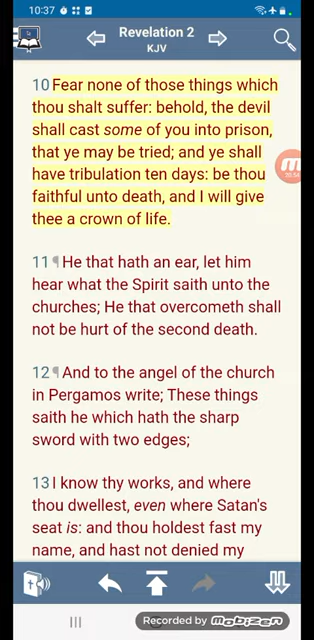 10:37
Revelation 2
KJV
10 Fear none of those things which
thou shalt suffer: behold, the devil
shall cast some of you into prison,
that ye may be tried; and ye shall
have tribulation ten days: be thou
faithful unto death, and I will give
thee a crown of life.
11 ¶ He that hath an ear, let him
hear what the Spirit saith unto the
churches; He that overcometh shall
not be hurt of the second death.
12 ¶ And to the angel of the church
in Pergamos write; These things
saith he which hath the sharp
sword with two edges;
13 I know thy works, and where
thou dwellest, even where Satan's
seat is: and thou holdest fast my
name, and hast not denied my
Recorded by Mobizen